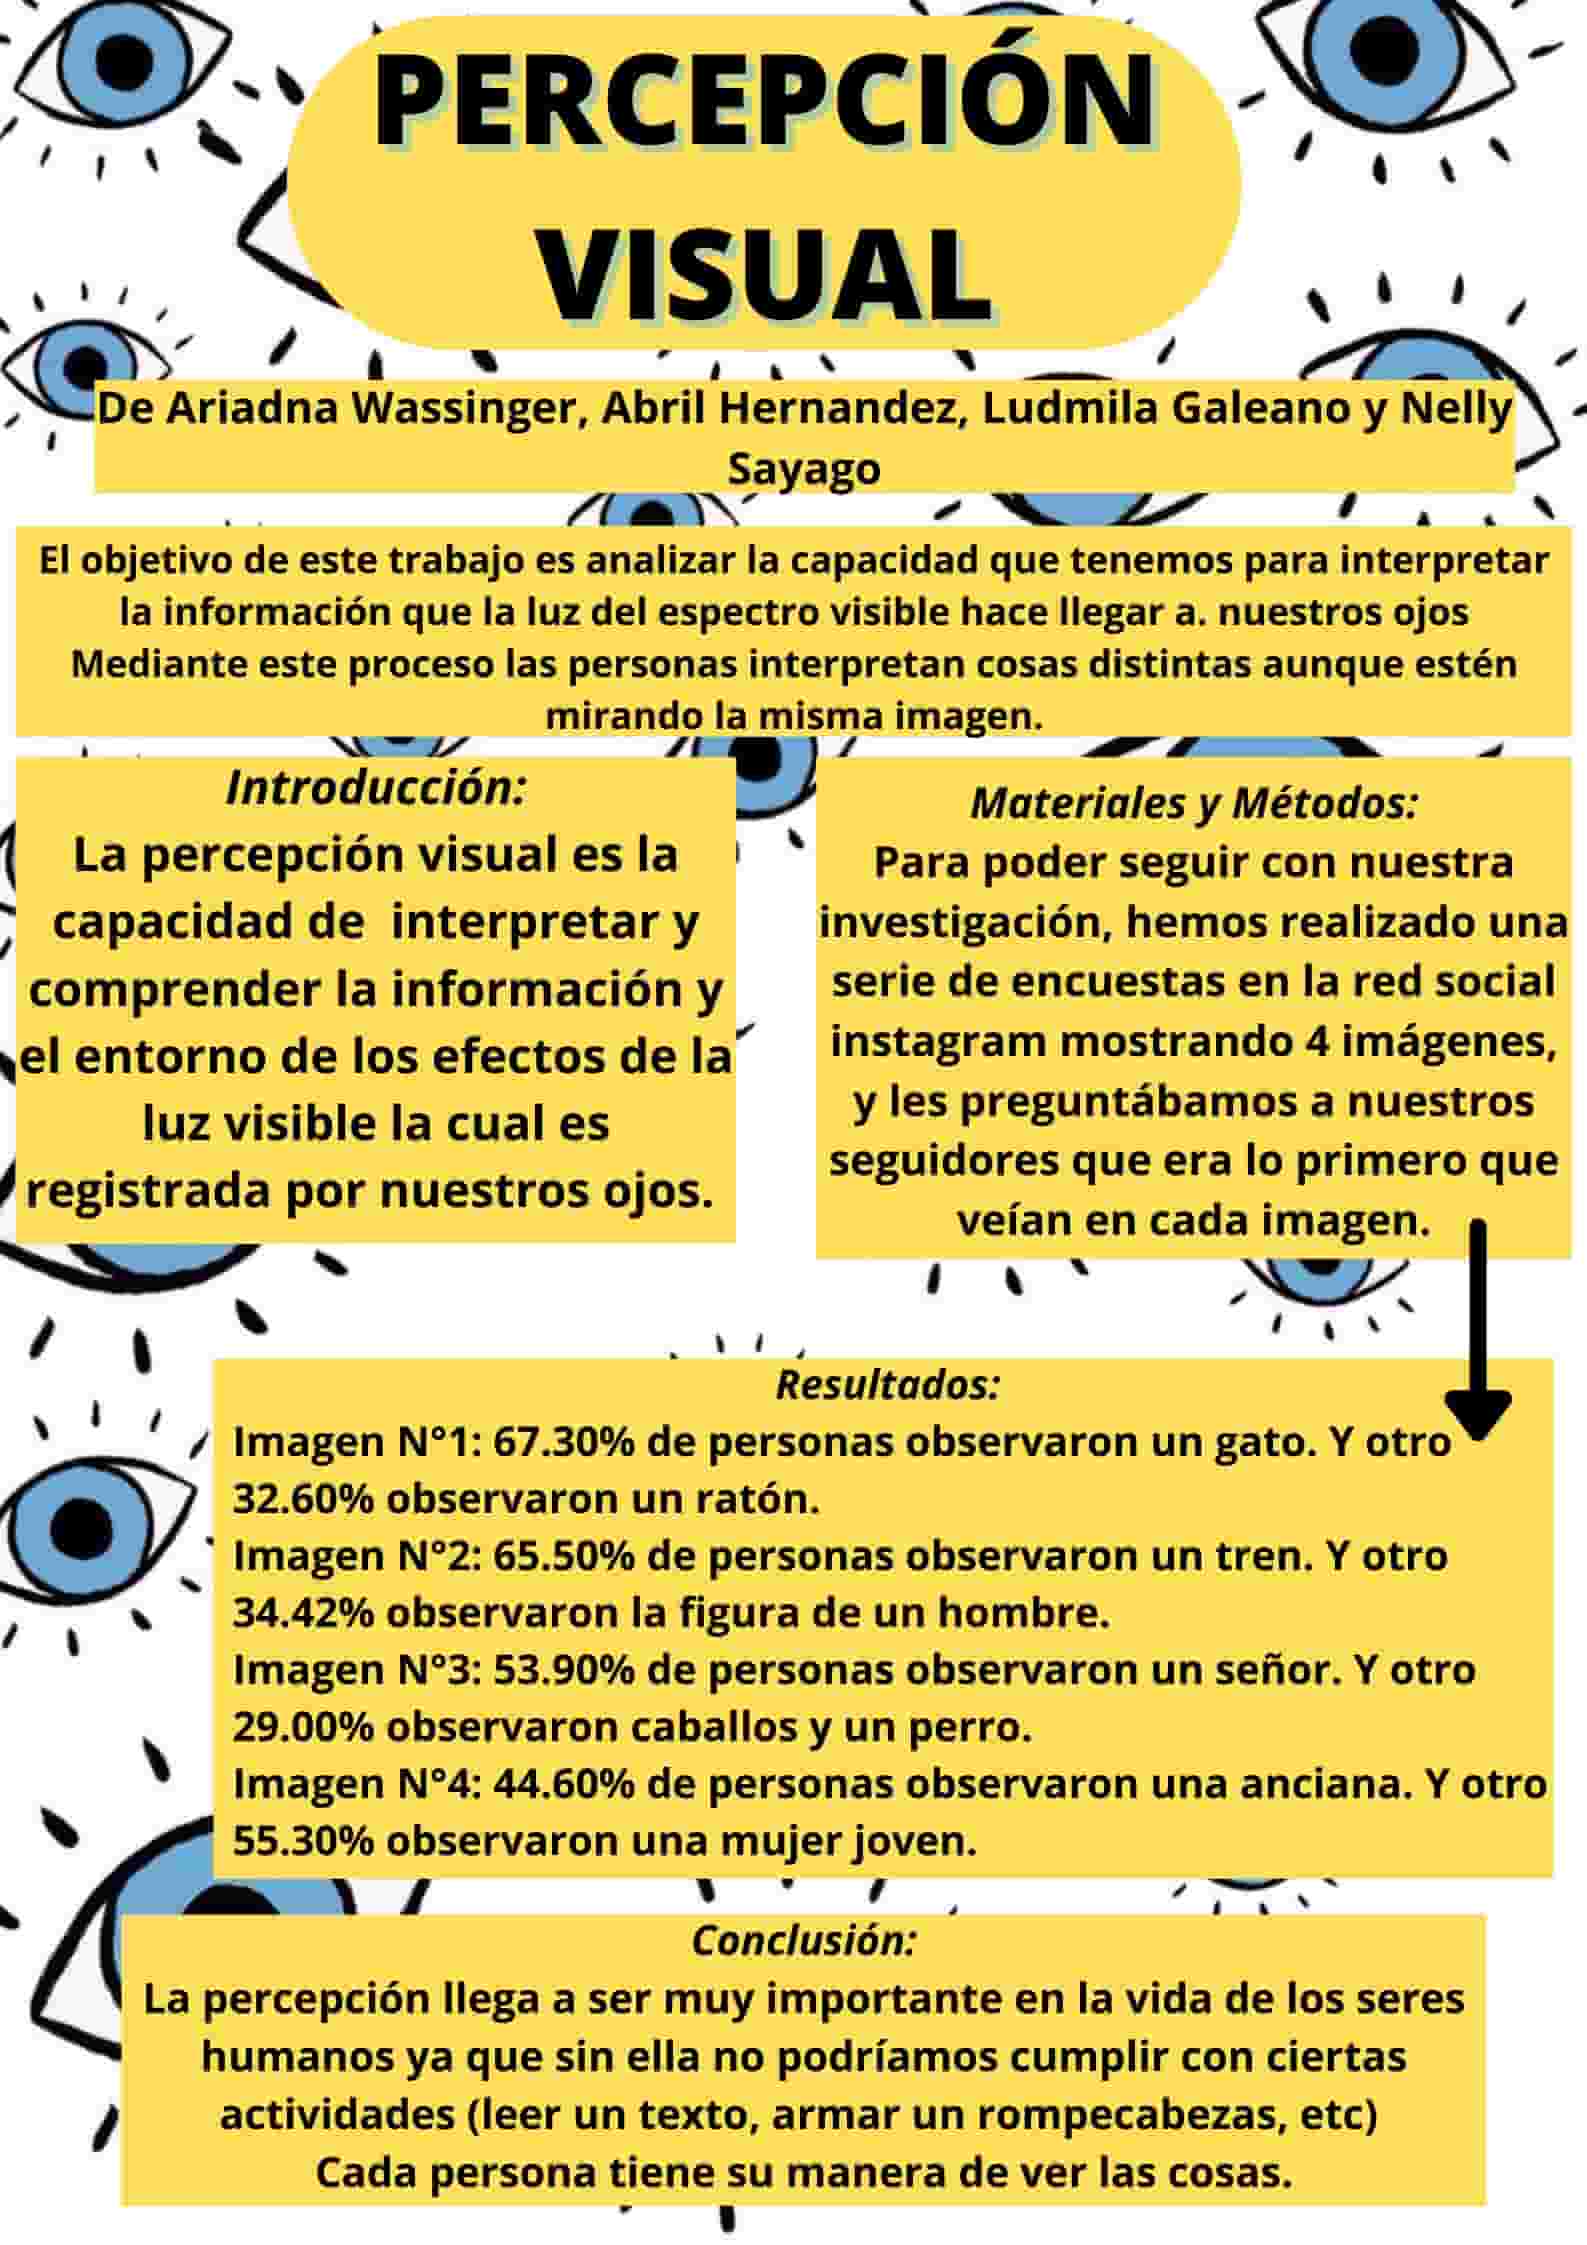 PERCEPCIÓN
VISUAL
De Ariadna Wassinger, Abril Hernandez, Ludmila Galeano y Nelly
Sayago
El objetivo de este trabajo es analizar la capacidad que tenemos para interpretar
la información que la luz del espectro visible hace llegar a. nuestros ojos
Mediante este proceso las personas interpretan cosas distintas aunque estén
mirando la misma imagen.
Introducción:
La percepción visual es la
capacidad de interpretar y
comprender la información y
el entorno de los efectos de la
luz visible la cual es
registrada por nuestros ojos.
Materiales y Métodos:
Para poder seguir con nuestra
investigación, hemos realizado una
serie de encuestas en la red social
instagram mostrando 4 imágenes,
y les preguntábamos a nuestros
seguidores que era lo primero que
veían en cada imagen.
Resultados:
Imagen N°1: 67.30% de personas observaron un gato. Y otro
32.60% observaron un ratón.
Imagen N°2: 65.50% de personas observaron un tren. Y otro
34.42% observaron la figura de un hombre.
Imagen N°3: 53.90% de personas observaron un señor. Y otro
29.00% observaron caballos y un perro.
Imagen N°4: 44.60% de personas observaron una anciana. Y otro
55.30% observaron una mujer joven.
Conclusión:
La percepción llega a ser muy importante en la vida de los seres
humanos ya que sin ella no podríamos cumplir con ciertas
actividades (leer un texto, armar un rompecabezas, etc)
Cada persona tiene su manera de ver las cosas.